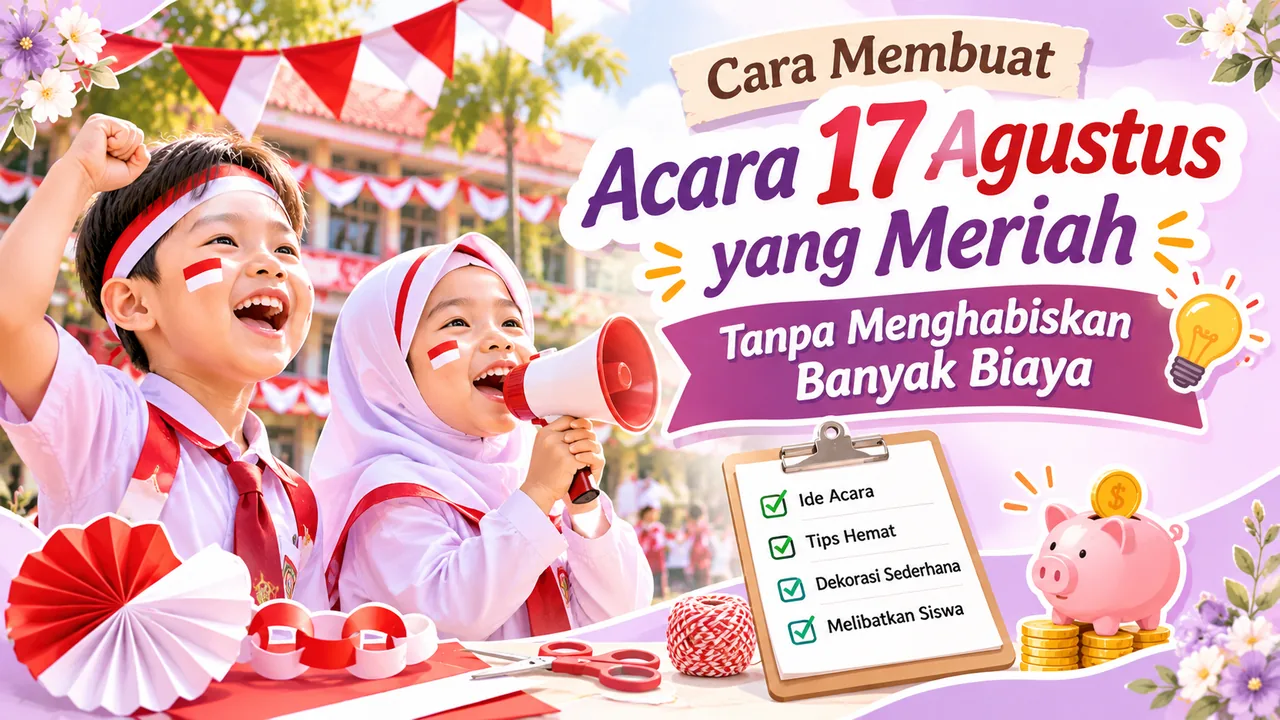 Cara Membuat
Acara 17 Agustus
yang Meriah
Tanpa Menghabiskan
Banyak Biaya
Ide Acara
Tips Hemat
Dekorasi Sederhana
Melibatkan Siswa
$